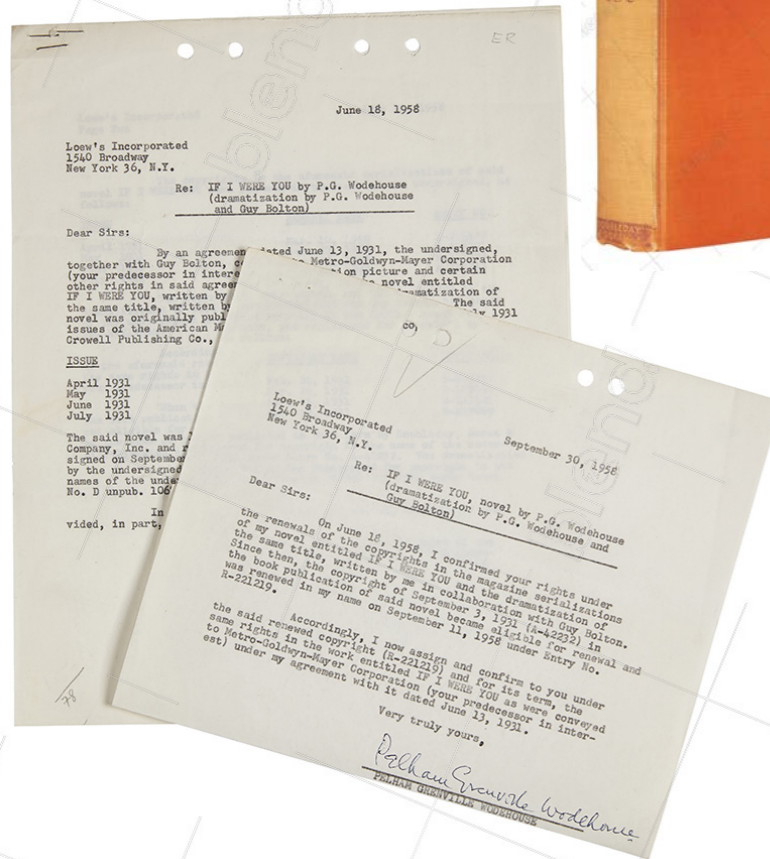 ER
June 18, 1958
Loew's Incorporated
1540 Broadway
New York 36, N.Y.
Re: IF I WERE YOU by P.G. Wodehouse
(dramatization by P.G. Wodehouse
and Guy Bolton)
Dear Sirs:
By an agreement dated June 13, 1931, the undersigned,
together with Guy Bolton, Metro-Goldwyn-Mayer Corporation
(your predecessor in picture and certain
other rights in said novel entitled
IF I WERE YOU, written by
the same title, written by The said
novel was originally 1931
issues of the American
Crowell Publishing Co.,
ISSUE
April 1931
May 1931
June 1931
July 1931
The said novel was
Company, Inc. and
signed on
by the undersigned
names of the
No. D unpub.
In
vided, in part,
78
co,
Loew's Incorporated
1540 Broadway
New York 36, N.Y.
September 30, 1958
Re: IF I WERE YOU, novel by P.G. Wodehouse
(dramatization by P.G. Wodehouse and
Guy Bolton)
Dear Sirs:
On June 18, 1958, I confirmed your rights under
the renewals of the copyrights in the magazine serializations
of my novel entitled IF I WERE YOU and the dramatization of
the same title, written by me in collaboration with Guy Bolton.
Since then, the copyright of September 3, 1931 (A-42232) in
the book publication of said novel became eligible for renewal and
was renewed in my name on September 11, 1958 under Entry No.
R-221219.
Accordingly, I now assign and confirm to you under
the said renewed copyright (R-221219) and for its term, the
same rights in the work entitled IF I WERE YOU as were conveyed
to Metro-Goldwyn-Mayer Corporation (your predecessor in inter-
est) under my agreement with it dated June 13, 1931.
Very truly yours,
Pelham Grenville Wodehouse
PELHAM GRENVILLE WODEHOUSE